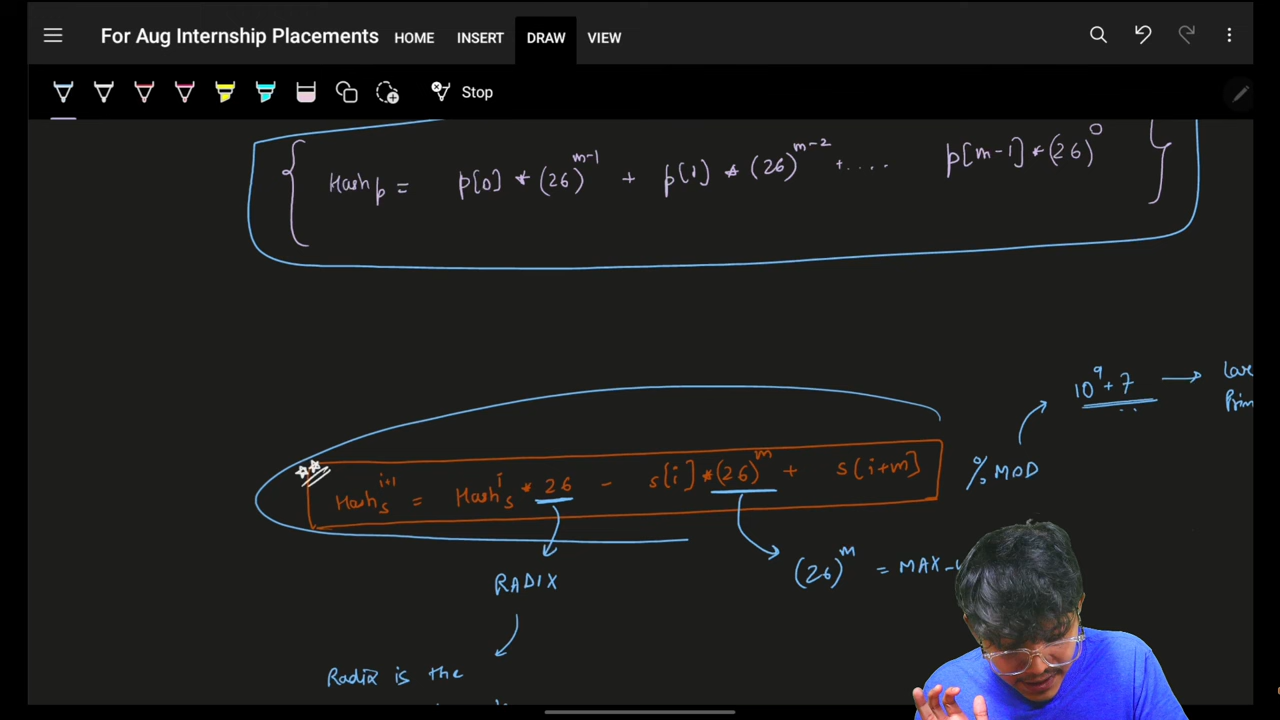 For Aug Internship Placements HOME INSERT DRAW VIEW
Stop
Hash_p = p[0] * (26)^{m-1} + p[1] * (26)^{m-2} + .... p[m-1] * (26)^0
10^9 + 7 →
Hash_s^{i+1} = Hash_s^i * 26 - s[i] * (26)^m + s[i+m]
% MOD
RADIX
(26)^m = MAX-
Radix is the